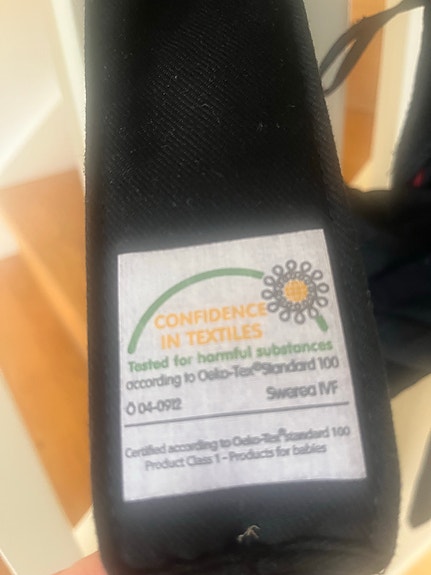 CONFIDENCE
IN TEXTILES
Tested for harmful substances
according to Oeko-Tex® Standard 100
Ö 04-0912 Swerea IVF
Certified according to Oeko-Tex® standard 100
Product Class 1 - Products for babies